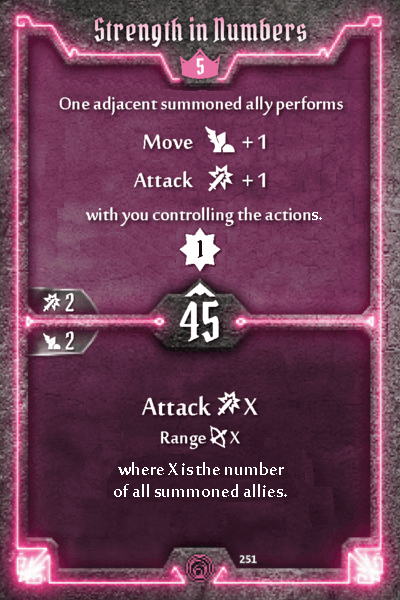 Strength in Numbers
5
One adjacent summoned ally performs
Move +1
Attack +1
with you controlling the actions.
1
2
45
2
Attack X
Range X
where X is the number
of all summoned allies.
251